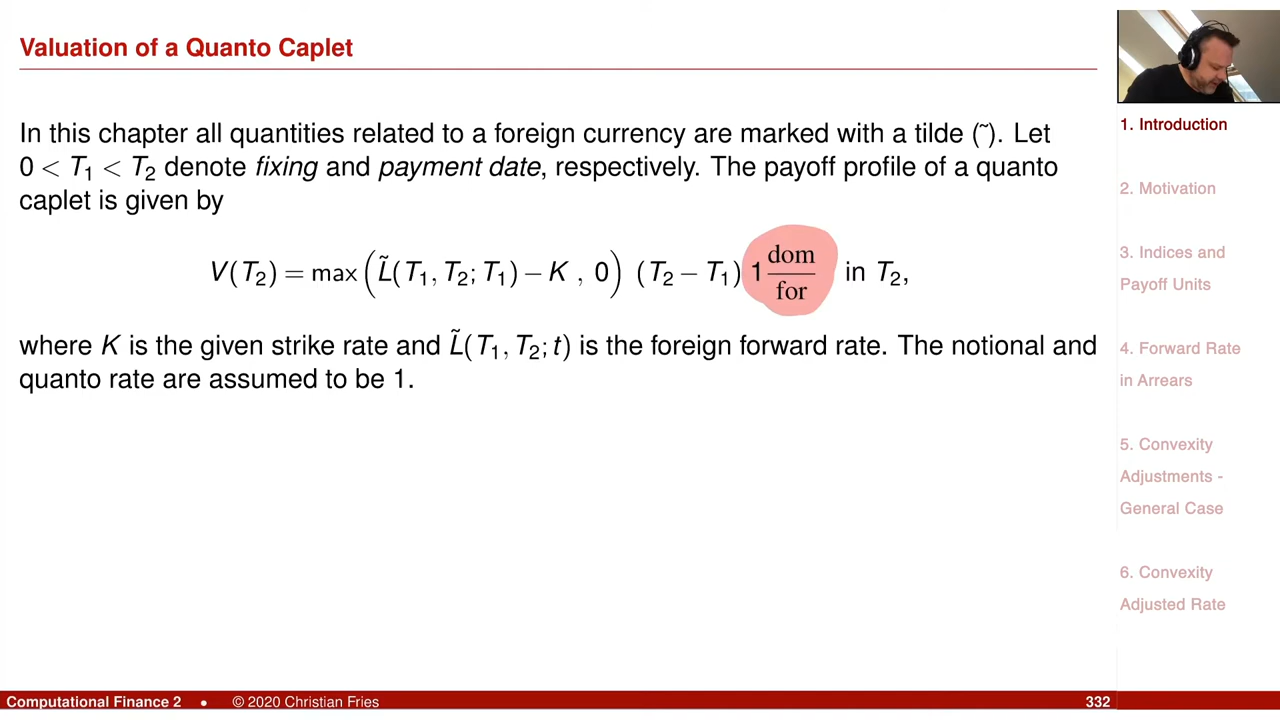 Valuation of a Quanto Caplet
In this chapter all quantities related to a foreign currency are marked with a tilde (˜). Let
0 < T₁ < T₂ denote fixing and payment date, respectively. The payoff profile of a quanto
caplet is given by
V(T₂) = max(L̃(T₁, T₂; T₁) − K , 0) (T₂ − T₁) 1 dom/for in T₂,
where K is the given strike rate and L̃(T₁, T₂; t) is the foreign forward rate. The notional and
quanto rate are assumed to be 1.
1. Introduction
2. Motivation
3. Indices and
Payoff Units
4. Forward Rate
in Arrears
5. Convexity
Adjustments -
General Case
6. Convexity
Adjusted Rate
Computational Finance 2 • © 2020 Christian Fries 332